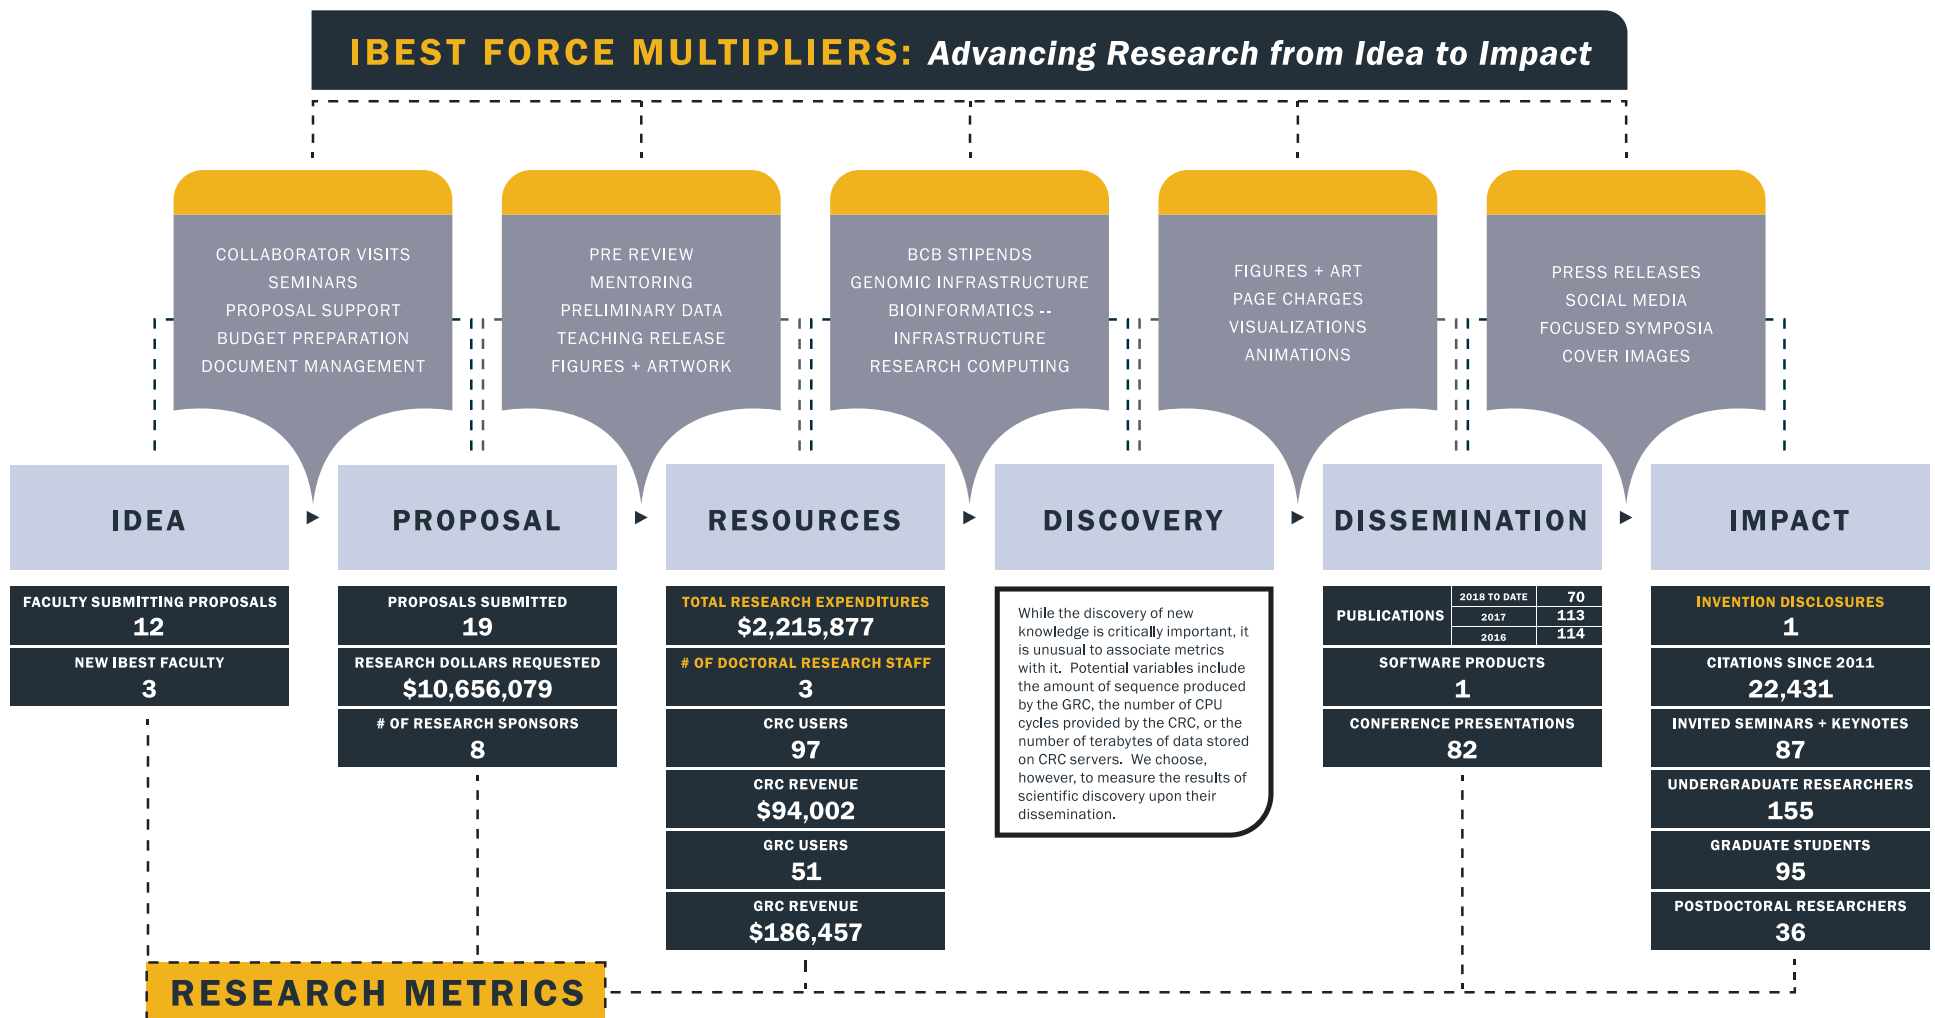 IBEST FORCE MULTIPLIERS: Advancing Research from Idea to Impact
COLLABORATOR VISITS
SEMINARS
PROPOSAL SUPPORT
BUDGET PREPARATION
DOCUMENT MANAGEMENT
PRE REVIEW
MENTORING
PRELIMINARY DATA
TEACHING RELEASE
FIGURES + ARTWORK
BCB STIPENDS
GENOMIC INFRASTRUCTURE
BIOINFORMATICS --
INFRASTRUCTURE
RESEARCH COMPUTING
FIGURES + ART
PAGE CHARGES
VISUALIZATIONS
ANIMATIONS
PRESS RELEASES
SOCIAL MEDIA
FOCUSED SYMPOSIA
COVER IMAGES
IDEA
FACULTY SUBMITTING PROPOSALS
12
NEW IBEST FACULTY
3
PROPOSAL
PROPOSALS SUBMITTED
19
RESEARCH DOLLARS REQUESTED
$10,656,079
# OF RESEARCH SPONSORS
8
RESOURCES
TOTAL RESEARCH EXPENDITURES
$2,215,877
# OF DOCTORAL RESEARCH STAFF
3
CRC USERS
97
CRC REVENUE
$94,002
GRC USERS
51
GRC REVENUE
$186,457
DISCOVERY
While the discovery of new
knowledge is critically important, it
is unusual to associate metrics
with it. Potential variables include
the amount of sequence produced
by the GRC, the number of CPU
cycles provided by the CRC, or the
number of terabytes of data stored
on CRC servers. We choose,
however, to measure the results of
scientific discovery upon their
dissemination.
DISSEMINATION
PUBLICATIONS
2018 TO DATE 70
2017 113
2016 114
SOFTWARE PRODUCTS
1
CONFERENCE PRESENTATIONS
82
IMPACT
INVENTION DISCLOSURES
1
CITATIONS SINCE 2011
22,431
INVITED SEMINARS + KEYNOTES
87
UNDERGRADUATE RESEARCHERS
155
GRADUATE STUDENTS
95
POSTDOCTORAL RESEARCHERS
36
RESEARCH METRICS